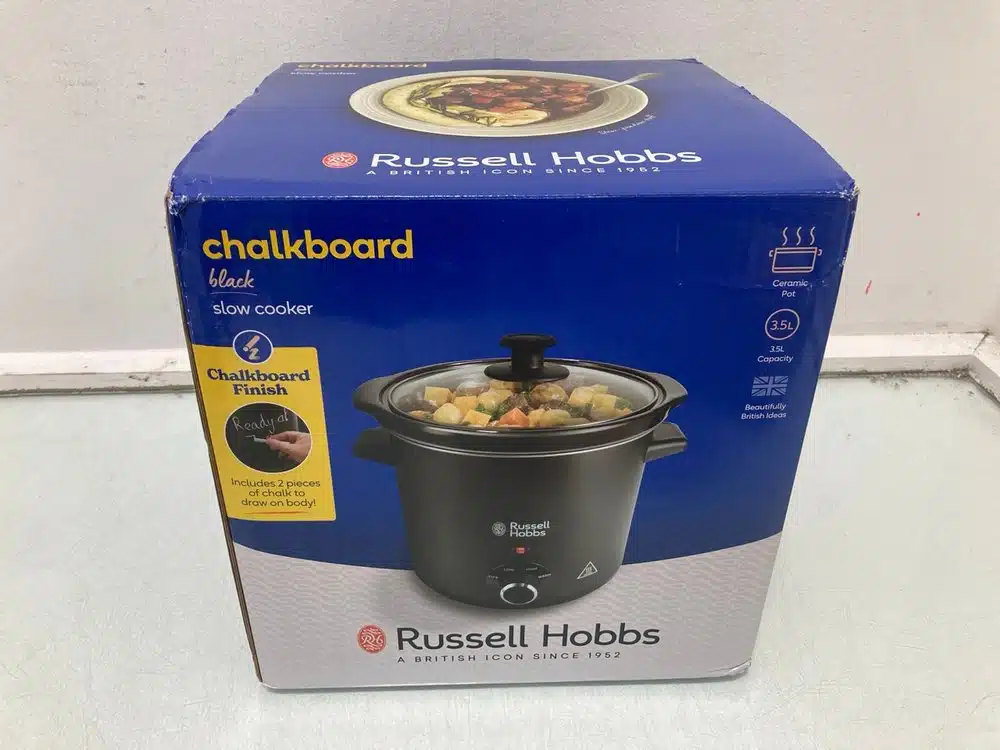 chalkboard
slow cooker
Russell Hobbs
A BRITISH ICON SINCE 1952
chalkboard
black
slow cooker
Chalkboard
Finish
Ready at
Includes 2 pieces
of chalk to
draw on body!
Ceramic
Pot
3.5L
3.5L
Capacity
Beautifully
British Ideas
Russell
Hobbs
Russell Hobbs
A BRITISH ICON SINCE 1952